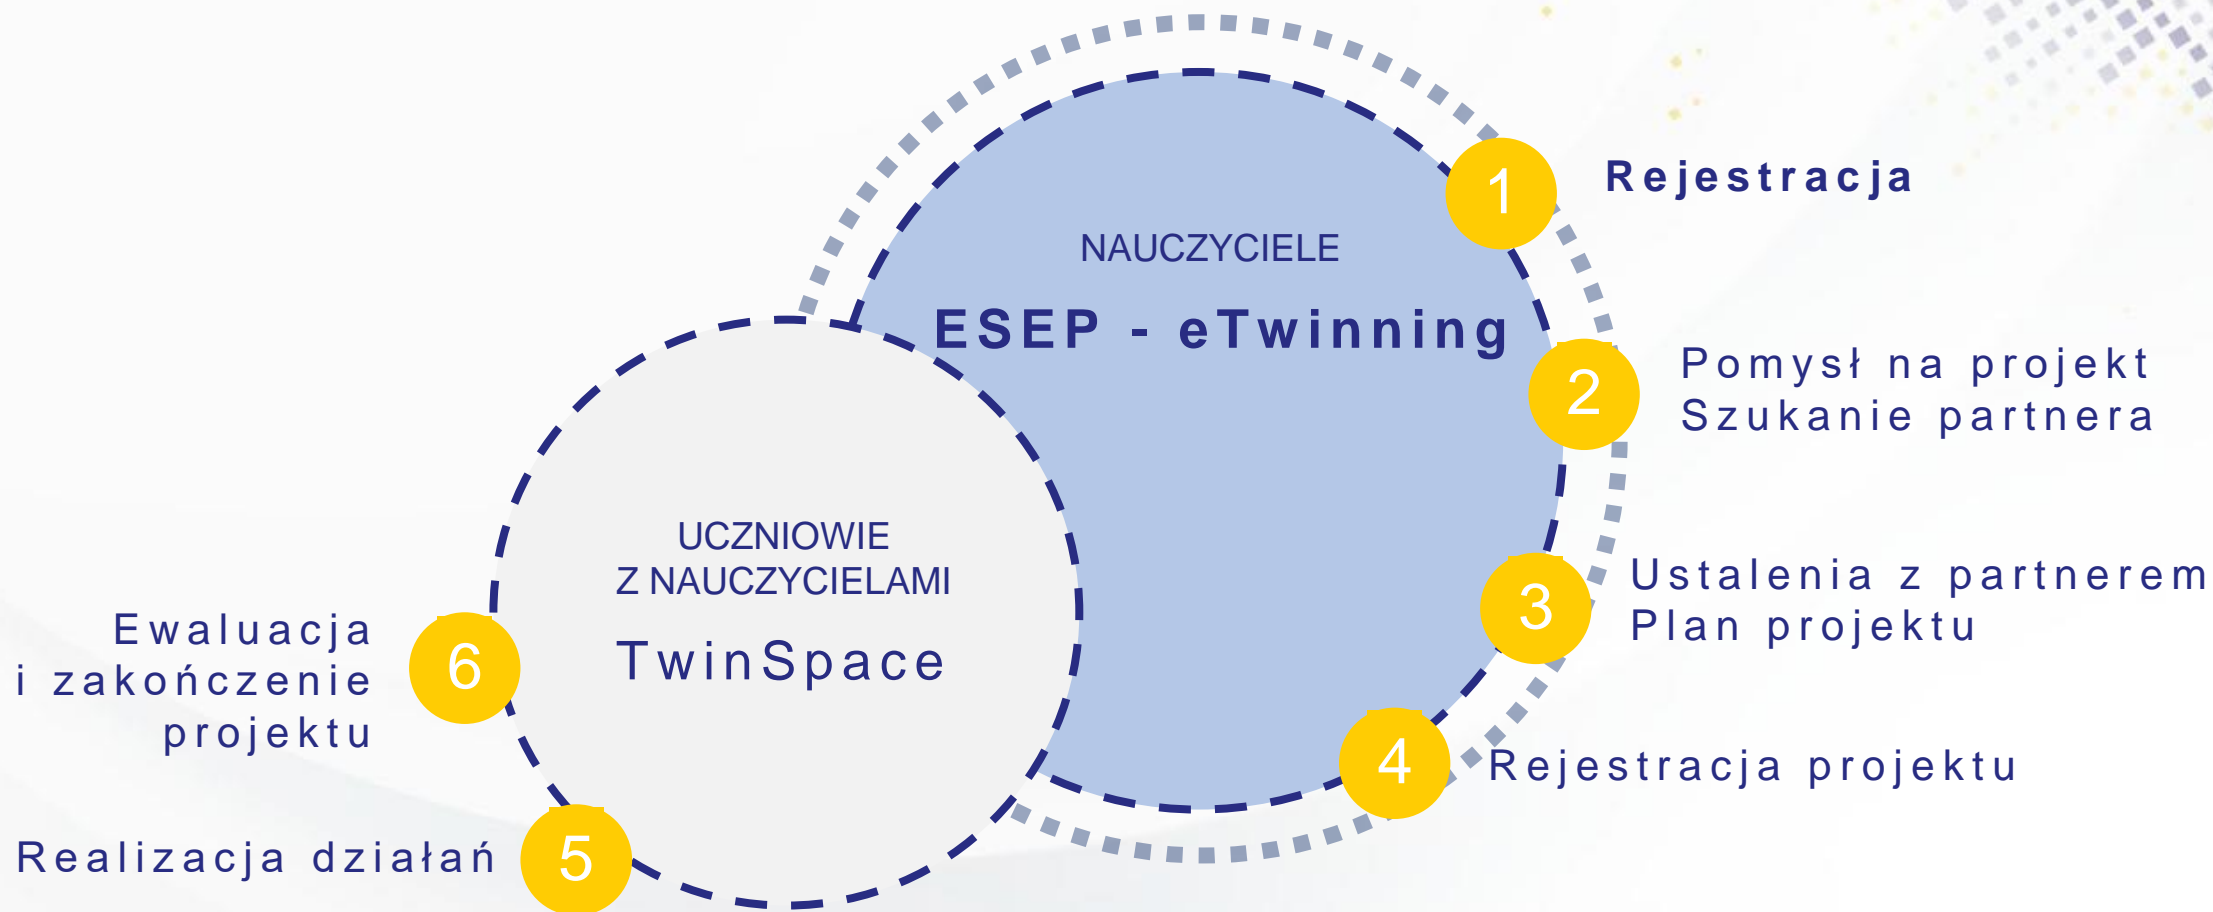 NAUCZYCIELE
ESEP - eTwinning
1
Rejestracja
2
Pomysł na projekt
Szukanie partnera
3
Ustalenia z partnerem
Plan projektu
4
Rejestracja projektu
UCZNIOWIE
Z NAUCZYCIELAMI
TwinSpace
5
Realizacja działań
6
Ewaluacja
i zakończenie
projektu